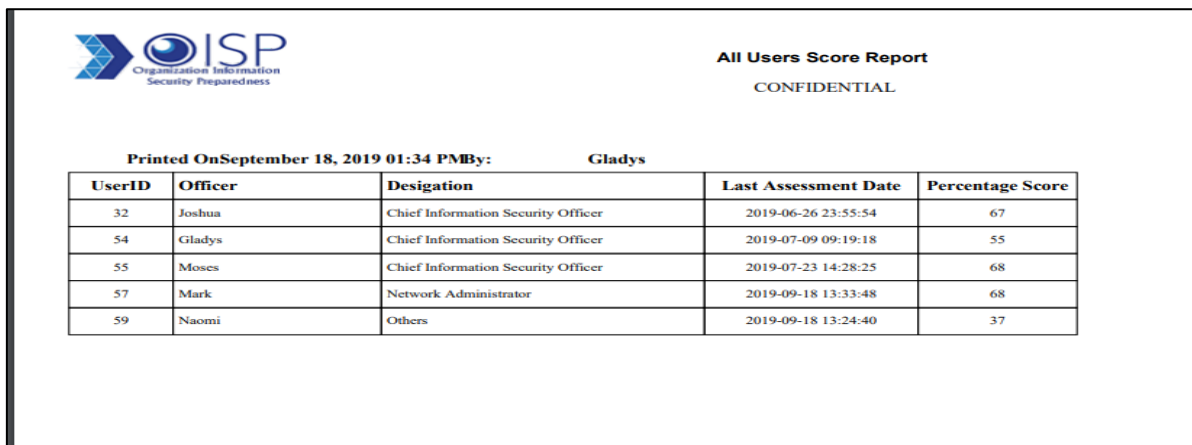 OISP
Organization Information
Security Preparedness
All Users Score Report
CONFIDENTIAL
Printed OnSeptember 18, 2019 01:34 PMBy: Gladys
UserID Officer Desigation Last Assessment Date Percentage Score
32 Joshua Chief Information Security Officer 2019-06-26 23:55:54 67
54 Gladys Chief Information Security Officer 2019-07-09 09:19:18 55
55 Moses Chief Information Security Officer 2019-07-23 14:28:25 68
57 Mark Network Administrator 2019-09-18 13:33:48 68
59 Naomi Others 2019-09-18 13:24:40 37